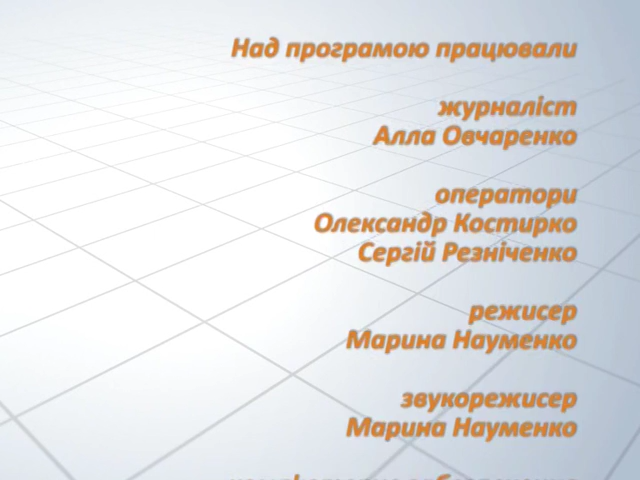 Над програмою працювали
журналіст
Алла Овчаренко
оператори
Олександр Костирко
Сергій Резніченко
режисер
Марина Науменко
звукорежисер
Марина Науменко